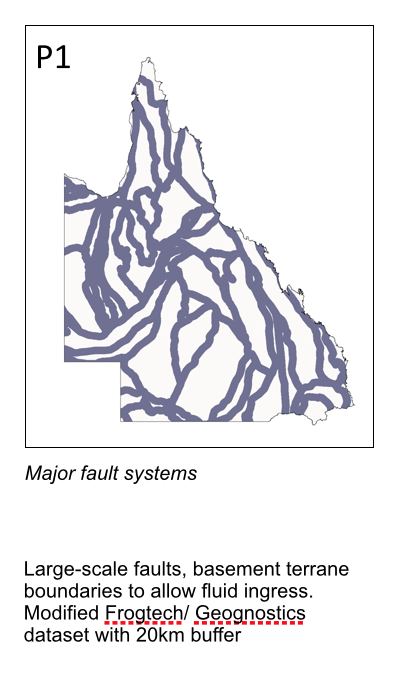 P1
Major fault systems
Large-scale faults, basement terrane
boundaries to allow fluid ingress.
Modified Frogtech/ Geognostics
dataset with 20km buffer